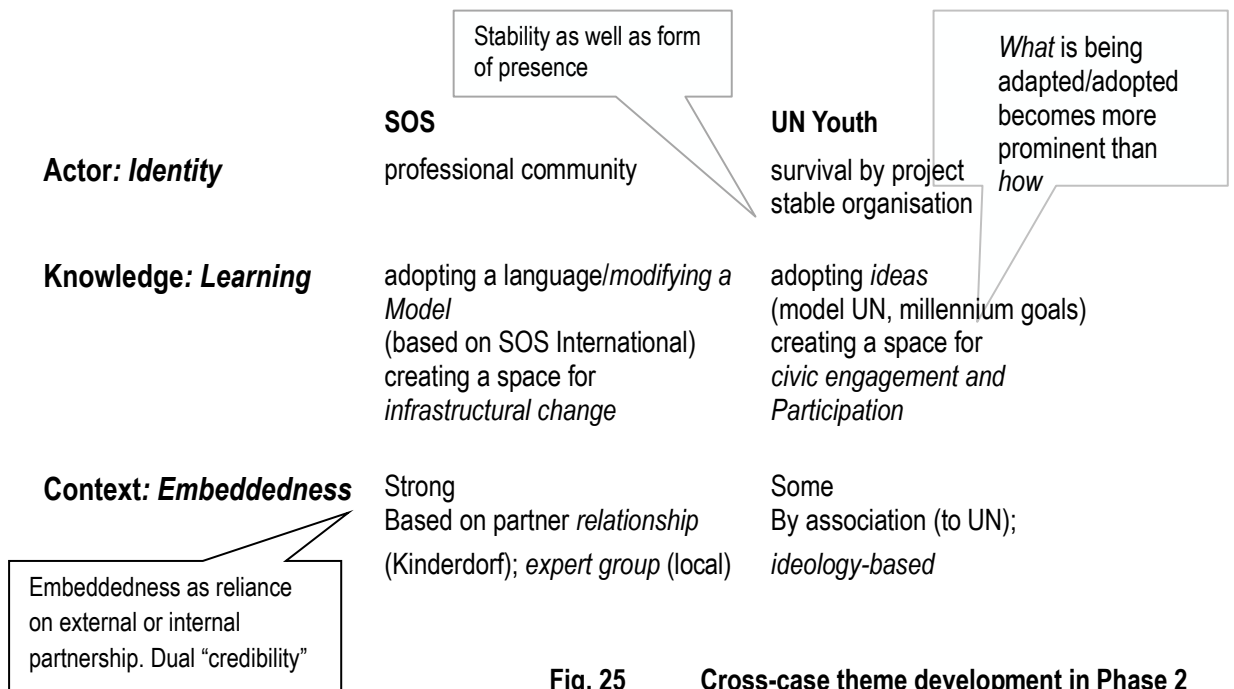 Stability as well as form
of presence
What is being
adapted/adopted
becomes more
prominent than
how
SOS
UN Youth
Actor: Identity
professional community
survival by project
stable organisation
Knowledge: Learning
adopting a language/modifying a
Model
(based on SOS International)
creating a space for
infrastructural change
adopting ideas
(model UN, millennium goals)
creating a space for
civic engagement and
Participation
Context: Embeddedness
Strong
Based on partner relationship
(Kinderdorf); expert group (local)
Some
By association (to UN);
ideology-based
Embeddedness as reliance
on external or internal
partnership. Dual “credibility”
Fig. 25 Cross-case theme development in Phase 2